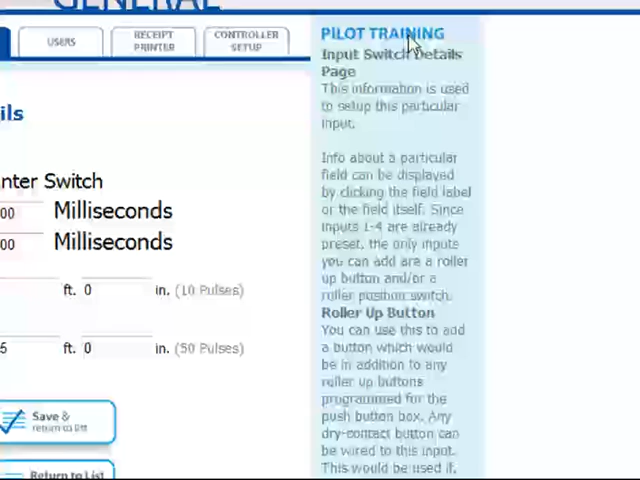 GENERAL
USERS
RECEIPT
PRINTER
CONTROLLER
SETUP
ils
nter Switch
00 Milliseconds
00 Milliseconds
ft. 0 in. (10 Pulses)
5 ft. 0 in. (50 Pulses)
Save &
return to list
Return to List
PILOT TRAINING
Input Switch Details
Page
This information is used
to setup this particular
input.
Info about a particular
field can be displayed
by clicking the field label
or the field itself. Since
inputs 1-4 are already
preset, the only inputs
you can add are a roller
up button and/or a
roller position switch.
Roller Up Button
You can use this to add
a button which would
be in addition to any
roller up buttons
programmed for the
push button box. Any
dry-contact button can
be wired to this input.
This would be used if,